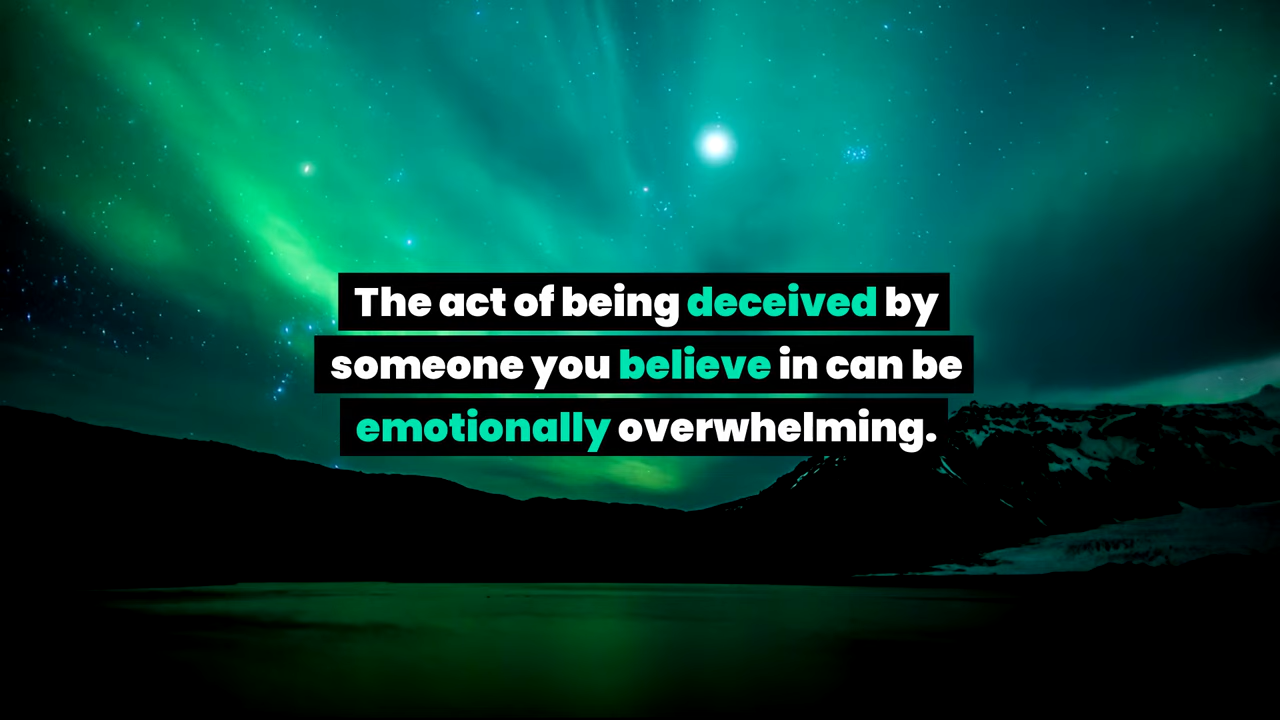 The act of being deceived by
someone you believe in can be
emotionally overwhelming.